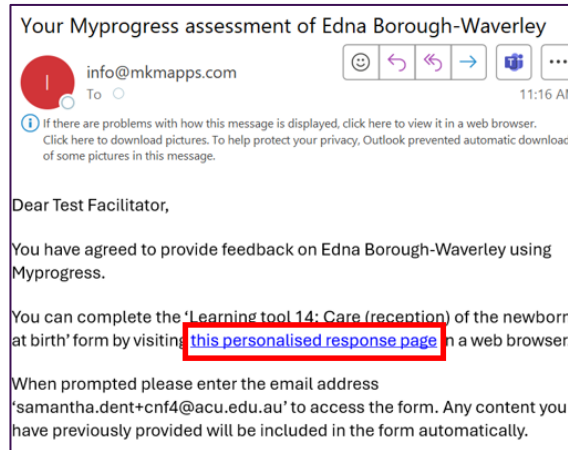 Your Myprogress assessment of Edna Borough-Waverley
I
info@mkmapps.com
To
11:16 AM
If there are problems with how this message is displayed, click here to view it in a web browser.
Click here to download pictures. To help protect your privacy, Outlook prevented automatic download
of some pictures in this message.
Dear Test Facilitator,
You have agreed to provide feedback on Edna Borough-Waverley using
Myprogress.
You can complete the ‘Learning tool 14: Care (reception) of the newborn
at birth’ form by visiting this personalised response page in a web browser
When prompted please enter the email address
‘samantha.dent+cnf4@acu.edu.au’ to access the form. Any content you
have previously provided will be included in the form automatically.